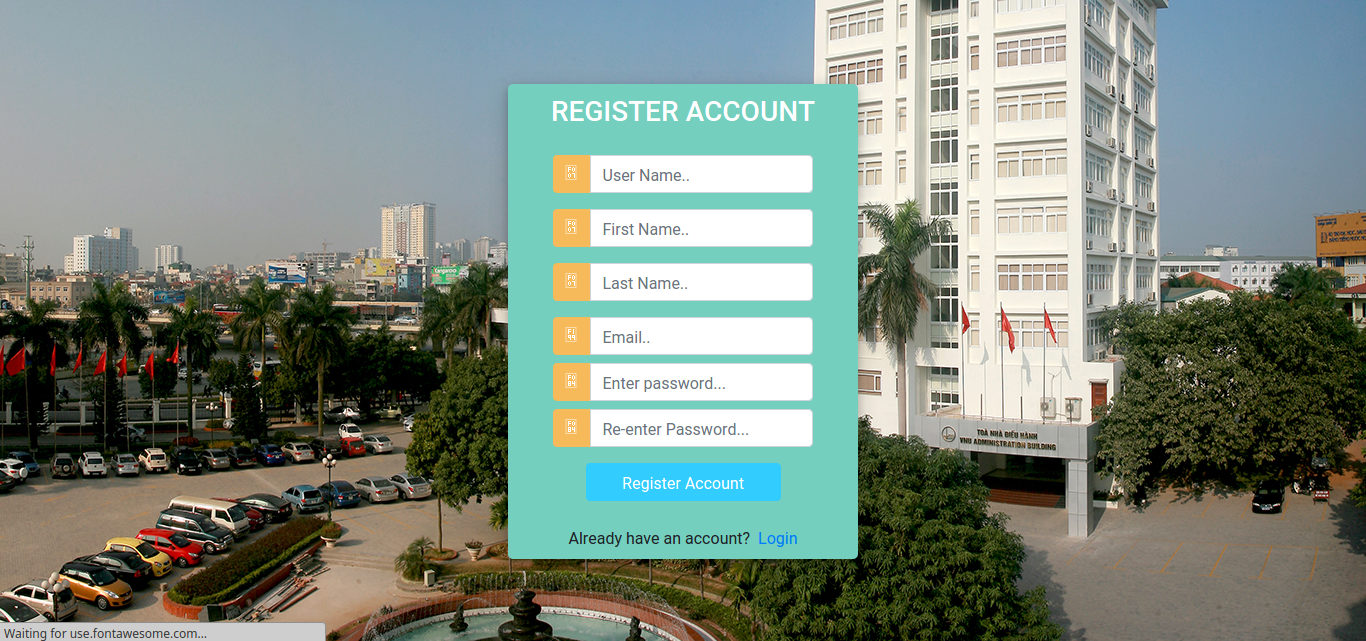 REGISTER ACCOUNT
User Name..
First Name..
Last Name..
Email..
Enter password...
Re-enter Password...
Register Account
Already have an account? Login
TOÀ NHÀ ĐIỀU HÀNH
VNU ADMINISTRATION BUILDING
Kangaroo
Waiting for use.fontawesome.com...